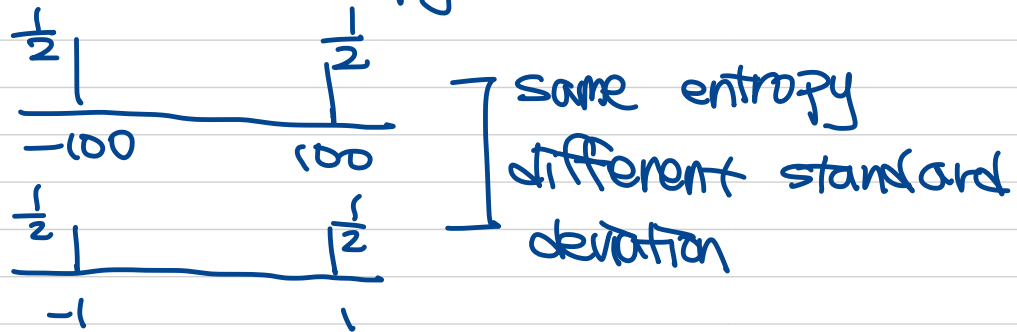 1/2 1/2
-100 100
same entropy
different standard
deviation
1/2 1/2
-1 1